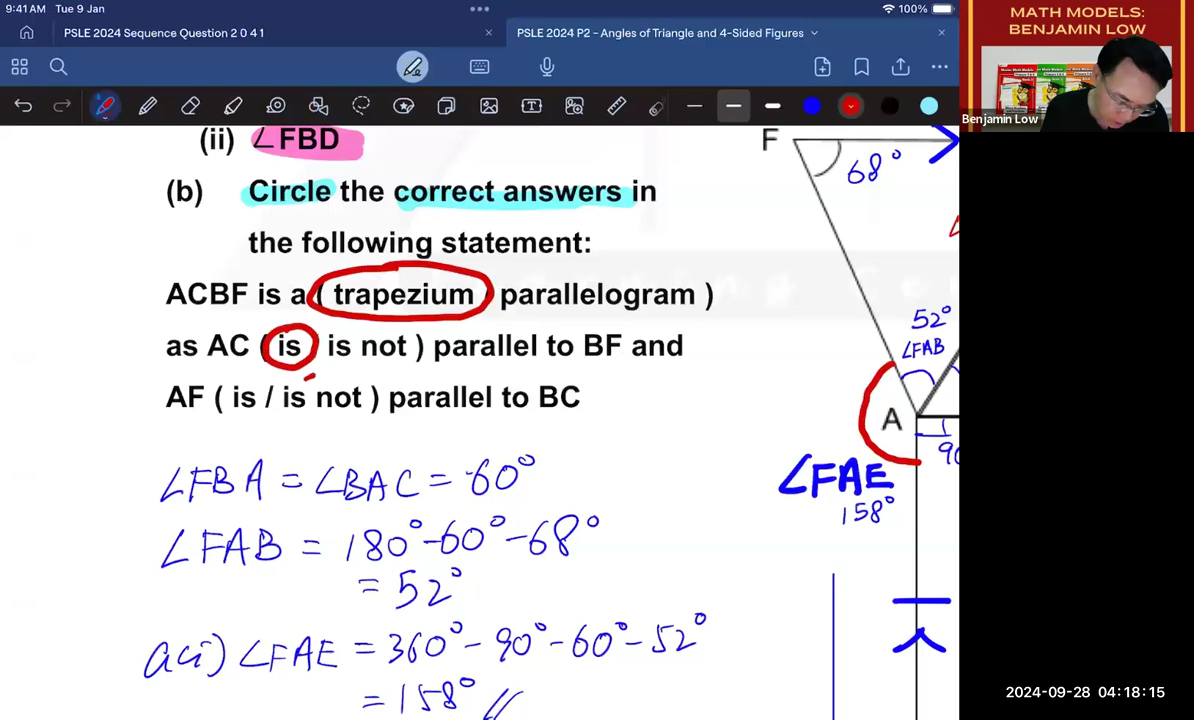 9:41 AM Tue 9 Jan
100%
PSLE 2024 Sequence Question 2 0 4 1
PSLE 2024 P2 - Angles of Triangle and 4-Sided Figures
MATH MODELS:
BENJAMIN LOW
Benjamin Low
(ii) ∠FBD
(b) Circle the correct answers in
the following statement:
ACBF is a ( trapezium / parallelogram )
as AC ( is / is not ) parallel to BF and
AF ( is / is not ) parallel to BC
∠FBA = ∠BAC = 60°
∠FAB = 180° - 60° - 68°
= 52°
a(i) ∠FAE = 360° - 90° - 60° - 52°
= 158°
F
68°
52°
∠FAB
A
90
∠FAE
158°
2024-09-28 04:18:15